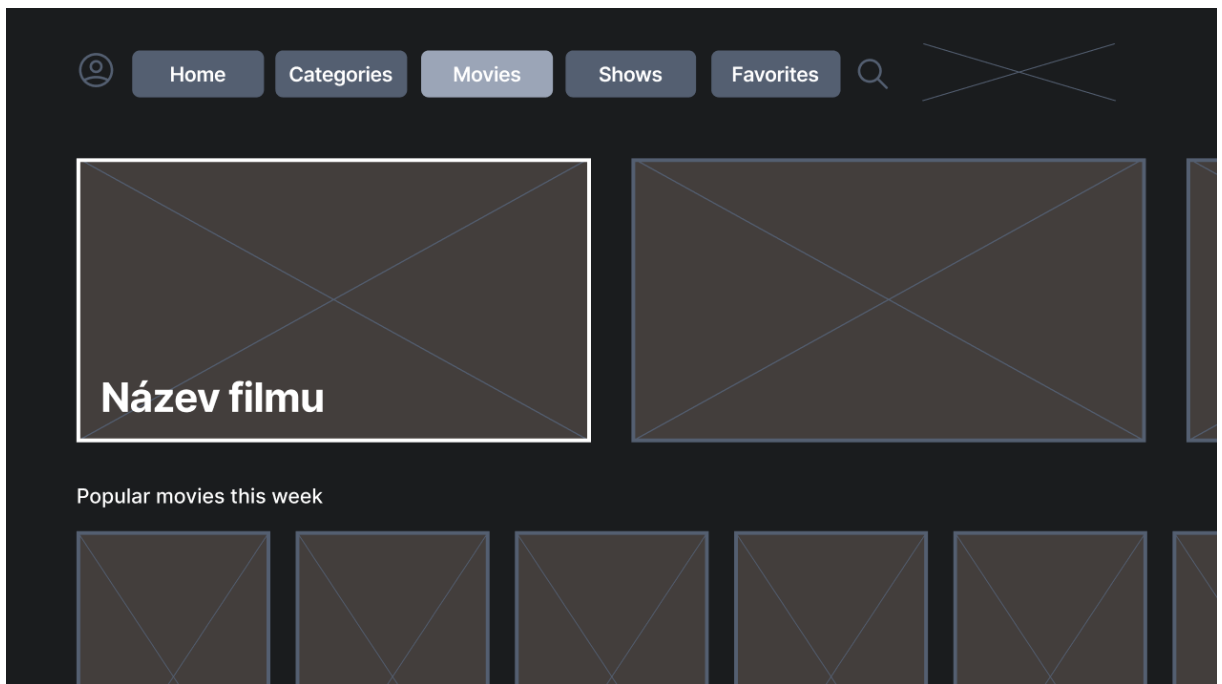 Home
Categories
Movies
Shows
Favorites
Název filmu
Popular movies this week